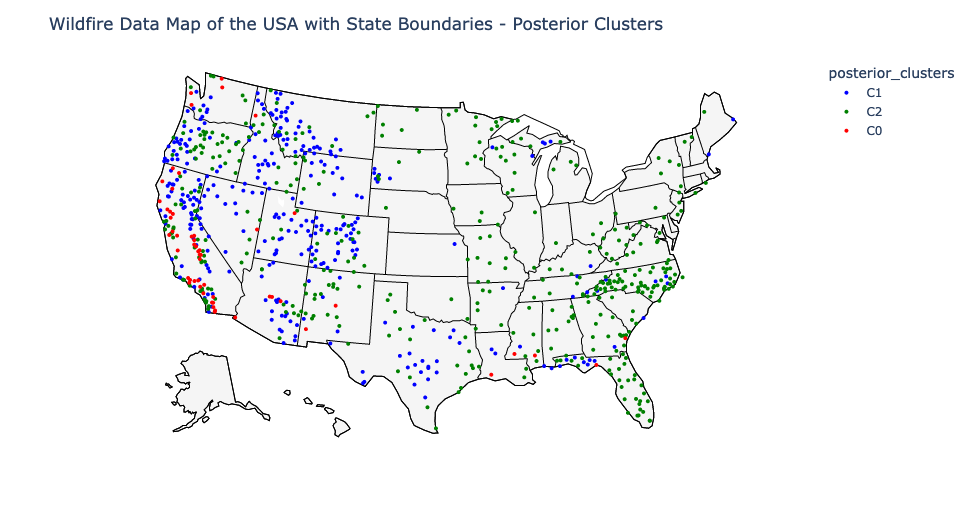 Wildfire Data Map of the USA with State Boundaries - Posterior Clusters
posterior_clusters
C1
C2
C0